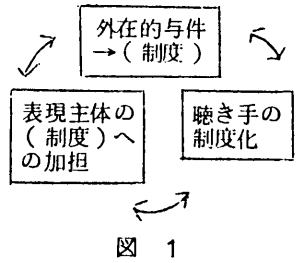 外在的与件
→(制度)
表現主体の
(制度)へ
の加担
聴き手の
制度化
図 1